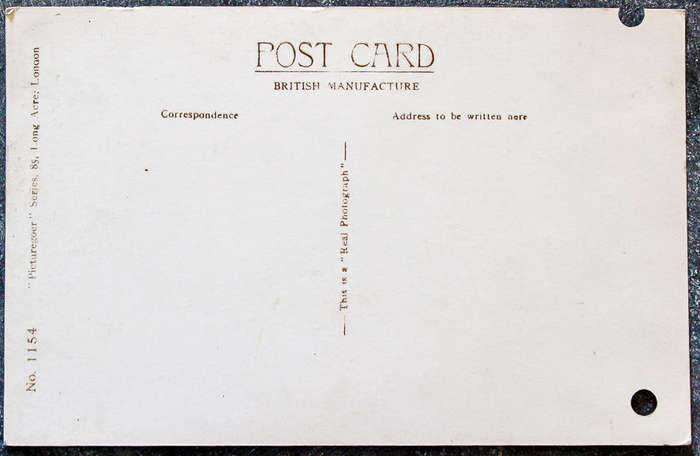 POST CARD
BRITISH MANUFACTURE
Correspondence
Address to be written here
This is a "Real Photograph"
No. 1154 "Picturegoer" Series, 85, Long Acre, London